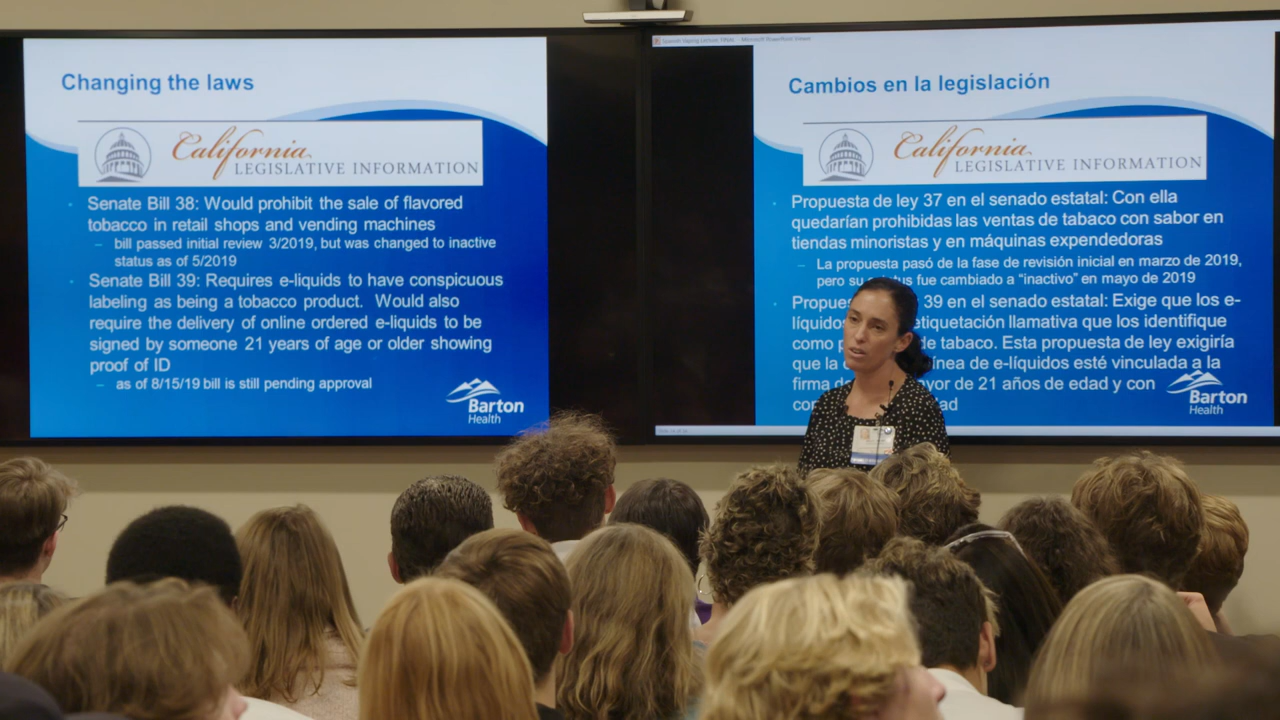 Changing the laws
California
LEGISLATIVE INFORMATION
Senate Bill 38: Would prohibit the sale of flavored
tobacco in retail shops and vending machines
– bill passed initial review 3/2019, but was changed to inactive
status as of 5/2019
Senate Bill 39: Requires e-liquids to have conspicuous
labeling as being a tobacco product. Would also
require the delivery of online ordered e-liquids to be
signed by someone 21 years of age or older showing
proof of ID
– as of 8/15/19 bill is still pending approval
Barton
Health
Spanish Vaping Lecture FINAL - Microsoft PowerPoint Viewer
Cambios en la legislación
California
LEGISLATIVE INFORMATION
Propuesta de ley 37 en el senado estatal: Con ella
quedarían prohibidas las ventas de tabaco con sabor en
tiendas minoristas y en máquinas expendedoras
– La propuesta pasó de la fase de revisión inicial en marzo de 2019,
pero su fue cambiado a “inactivo” en mayo de 2019
39 en el senado estatal: Exige que los e-
líquidos etiquetación llamativa que los identifique
como de tabaco. Esta propuesta de ley exigiría
que la de e-líquidos esté vinculada a la
firma de 21 años de edad y con
Barton
Health